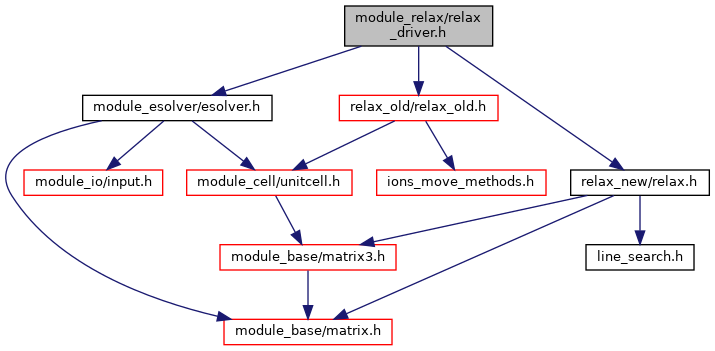 module_relax/relax
_driver.h
module_esolver/esolver.h
relax_old/relax_old.h
module_io/input.h
module_cell/unitcell.h
ions_move_methods.h
relax_new/relax.h
module_base/matrix3.h
line_search.h
module_base/matrix.h